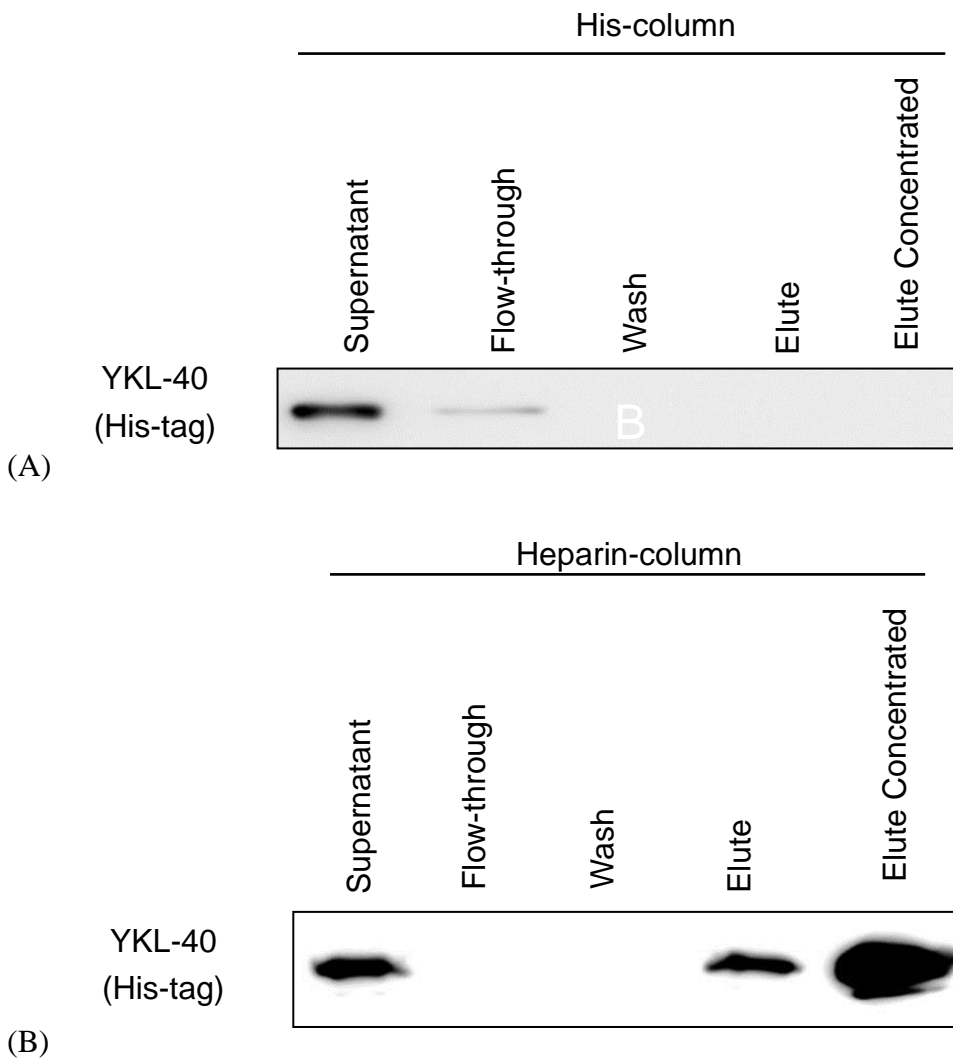 His-column
Supernatant
Flow-through
Wash
Elute
Elute Concentrated
YKL-40
(His-tag)
B
(A)
Heparin-column
Supernatant
Flow-through
Wash
Elute
Elute Concentrated
YKL-40
(His-tag)
(B)